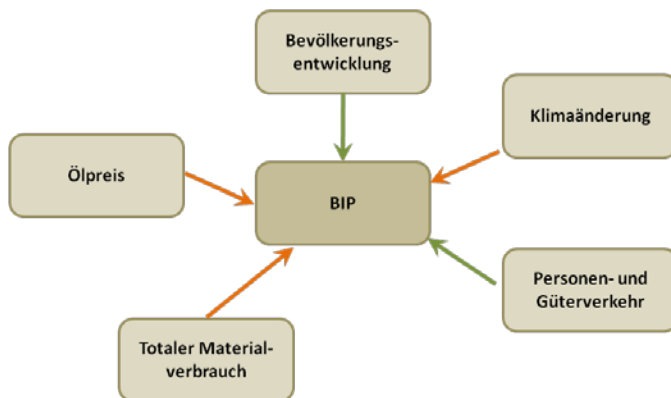 Bevölkerungs-
entwicklung
Klimaänderung
Ölpreis
BIP
Personen- und
Güterverkehr
Totaler Material-
verbrauch